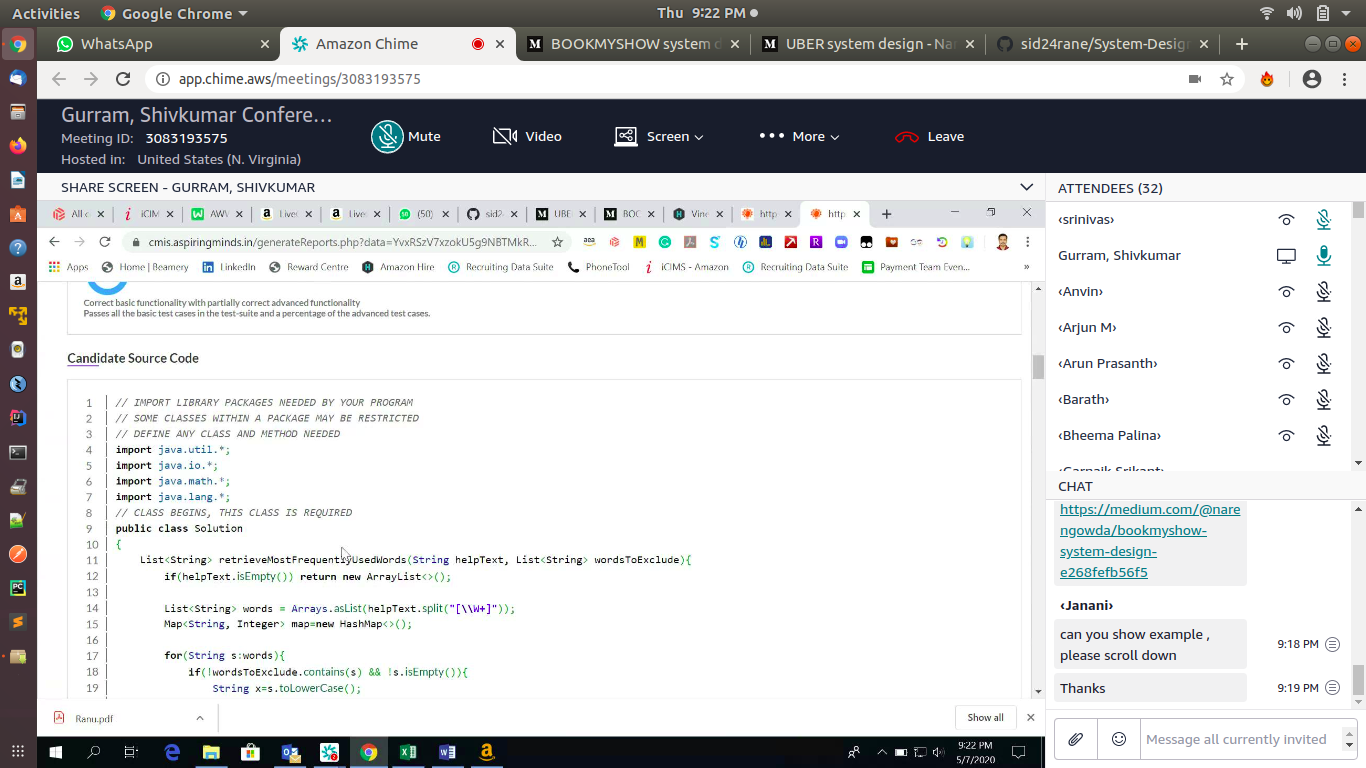 Activities
Google Chrome
Thu 9:22 PM
WhatsApp
Amazon Chime
BOOKMYSHOW system d
UBER system design - Nar
sid24rane/System-Design
app.chime.aws/meetings/3083193575
Gurram, Shivkumar Confere…
Meeting ID: 3083193575
Hosted in: United States (N. Virginia)
Mute
Video
Screen
More
Leave
SHARE SCREEN - GURRAM, SHIVKUMAR
All c
iCIM
AWV
Livel
Livel
(50)
sid2
UBE
BOC
Vinc
http
http
cmis.aspiringminds.in/generateReports.php?data=YvxRSzV7xzokU5g9NBTMkR...
Apps
Home | Beamery
LinkedIn
Reward Centre
Amazon Hire
Recruiting Data Suite
PhoneTool
iCIMS - Amazon
Recruiting Data Suite
Payment Team Even...
Correct basic functionality with partially correct advanced functionality
Passes all the basic test cases in the test-suite and a percentage of the advanced test cases.
Candidate Source Code
1 // IMPORT LIBRARY PACKAGES NEEDED BY YOUR PROGRAM
2 // SOME CLASSES WITHIN A PACKAGE MAY BE RESTRICTED
3 // DEFINE ANY CLASS AND METHOD NEEDED
4 import java.util.*;
5 import java.io.*;
6 import java.math.*;
7 import java.lang.*;
8 // CLASS BEGINS, THIS CLASS IS REQUIRED
9 public class Solution
10 {
11 List<String> retrieveMostFrequentlyUsedWords(String helpText, List<String> wordsToExclude){
12 if(helpText.isEmpty()) return new ArrayList<>();
13
14 List<String> words = Arrays.asList(helpText.split("[\\W+]"));
15 Map<String, Integer> map=new HashMap<>();
16
17 for(String s:words){
18 if(!wordsToExclude.contains(s) && !s.isEmpty()){
19 String x=s.toLowerCase();
Ranu.pdf
Show all
9:22 PM
5/7/2020
ATTENDEES (32)
‹srinivas›
Gurram, Shivkumar
‹Anvin›
‹Arjun M›
‹Arun Prasanth›
‹Barath›
‹Bheema Palina›
CHAT
https://medium.com/@nare
ngowda/bookmyshow-
system-design-
e268fefb56f5
‹Janani›
can you show example ,
please scroll down
9:18 PM
Thanks
9:19 PM
Message all currently invited